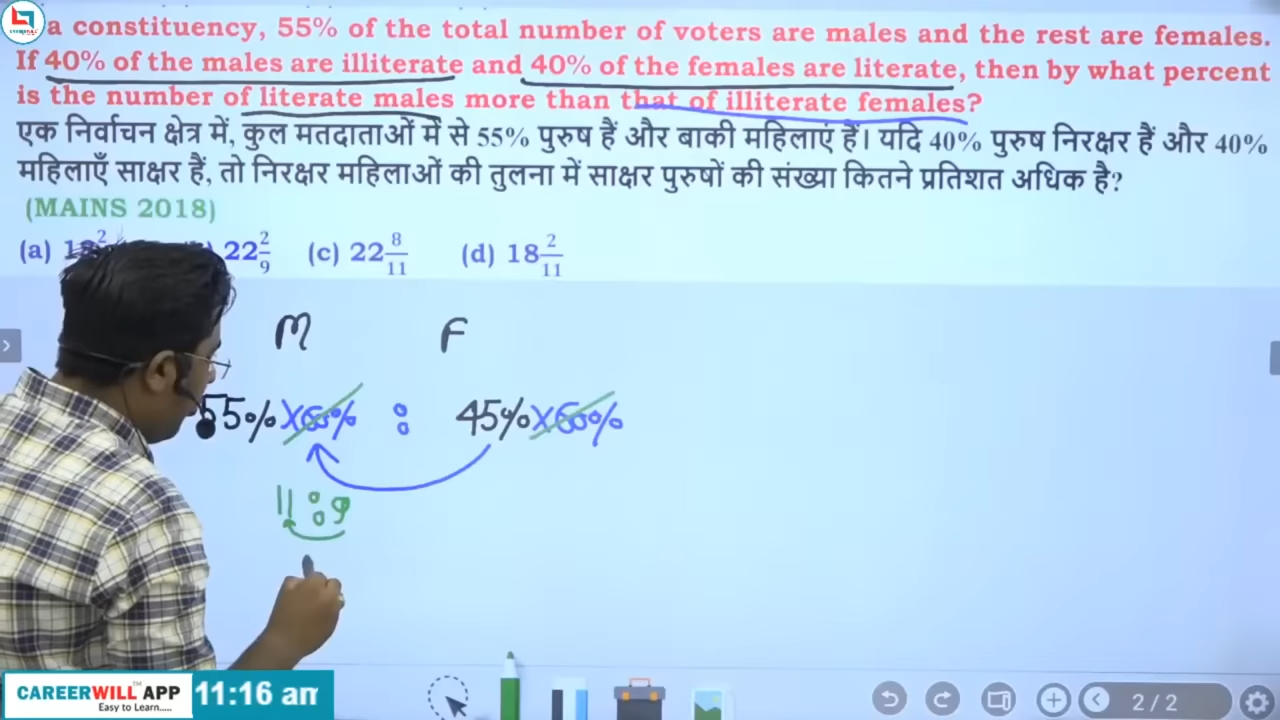 a constituency, 55% of the total number of voters are males and the rest are females.
If 40% of the males are illiterate and 40% of the females are literate, then by what percent
is the number of literate males more than that of illiterate females?
एक निर्वाचन क्षेत्र में, कुल मतदाताओं में से 55% पुरुष हैं और बाकी महिलाएं हैं। यदि 40% पुरुष निरक्षर हैं और 40%
महिलाएँ साक्षर हैं, तो निरक्षर महिलाओं की तुलना में साक्षर पुरुषों की संख्या कितने प्रतिशत अधिक है?
(MAINS 2018)
(a) 22 2/9 (c) 22 8/11 (d) 18 2/11
M F
55% x 60% : 45% x 60%
11 : 9
CAREERWILL APP
Easy to Learn.....
11:16 am
2 / 2